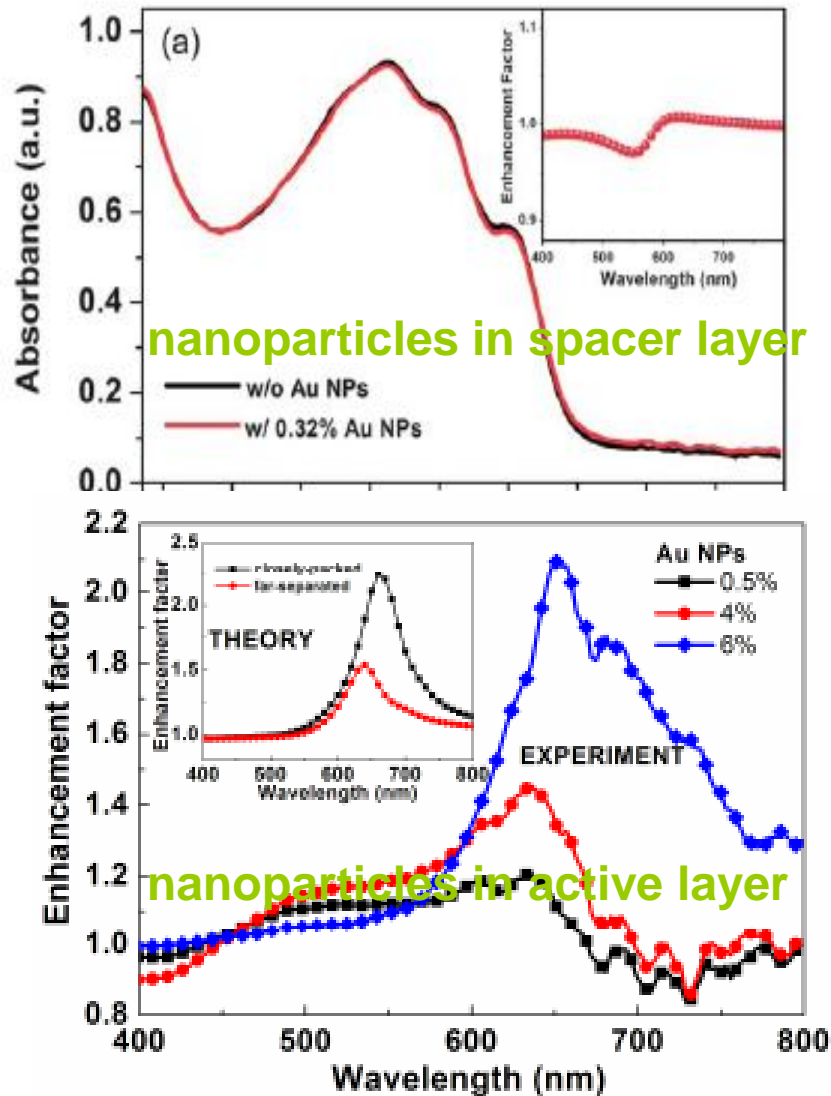 (a)
Absorbance (a.u.)
1.0
0.8
0.6
0.4
0.2
0.0
nanoparticles in spacer layer
w/o Au NPs
w/ 0.32% Au NPs
Enhancement Factor
1.1
1.0
0.9
400 500 600 700
Wavelength (nm)
Enhancement factor
2.2
2.0
1.8
1.6
1.4
1.2
1.0
0.8
Au NPs
0.5%
4%
6%
EXPERIMENT
nanoparticles in active layer
400 500 600 700 800
Wavelength (nm)
Enhancement factor
2.5
2.0
1.5
1.0
closely-packed
far-separated
THEORY
400 500 600 700 800
Wavelength (nm)